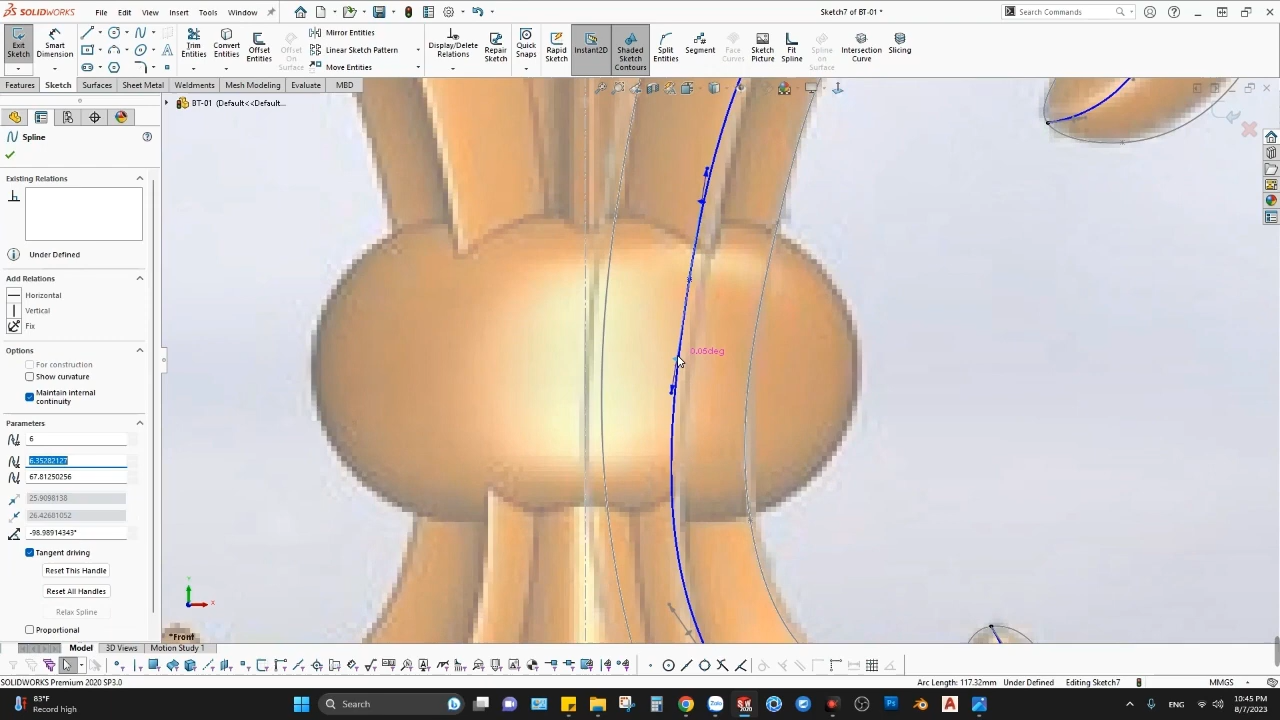 SOLIDWORKS File Edit View Insert Tools Window Sketch7 of BT-01 * Search Commands
Exit Sketch Smart Dimension Trim Entities Convert Entities Offset Entities Offset On Surface Mirror Entities Linear Sketch Pattern Move Entities Display/Delete Relations Repair Sketch Quick Snaps Rapid Sketch Instant2D Shaded Sketch Contours Split Entities Segment Face Curves Sketch Picture Fit Spline Spline on Surface Intersection Curve Slicing
Features Sketch Surfaces Sheet Metal Weldments Mesh Modeling Evaluate MBD
BT-01 (Default<<Default...
Spline
Existing Relations
Under Defined
Add Relations
Horizontal
Vertical
Fix
Options
For construction
Show curvature
Maintain internal
continuity
Parameters
6
6.35282127
67.81250256
25.9098138
26.42681052
-98.98914343°
Tangent driving
Reset This Handle
Reset All Handles
Relax Spline
Proportional
0.05deg
Y
X
*Front
Model 3D Views Motion Study 1
SOLIDWORKS Premium 2020 SP3.0 Arc Length: 117.32mm Under Defined Editing Sketch7 MMGS
83°F
Record high
Search
ENG
10:45 PM
8/7/2023